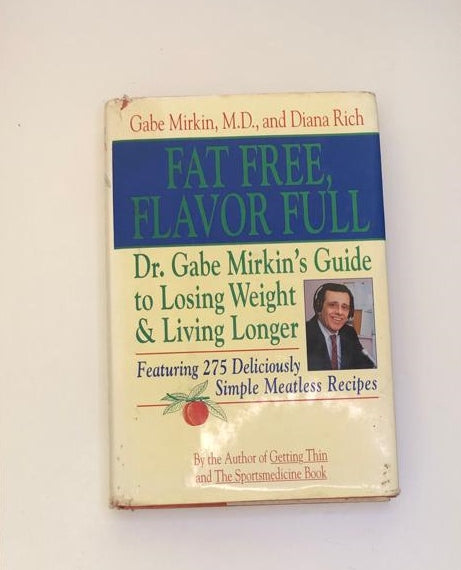 Gabe Mirkin, M.D., and Diana Rich
FAT FREE,
FLAVOR FULL
Dr. Gabe Mirkin's Guide
to Losing Weight
& Living Longer
Featuring 275 Deliciously
Simple Meatless Recipes
By the Author of Getting Thin
and The Sportsmedicine Book